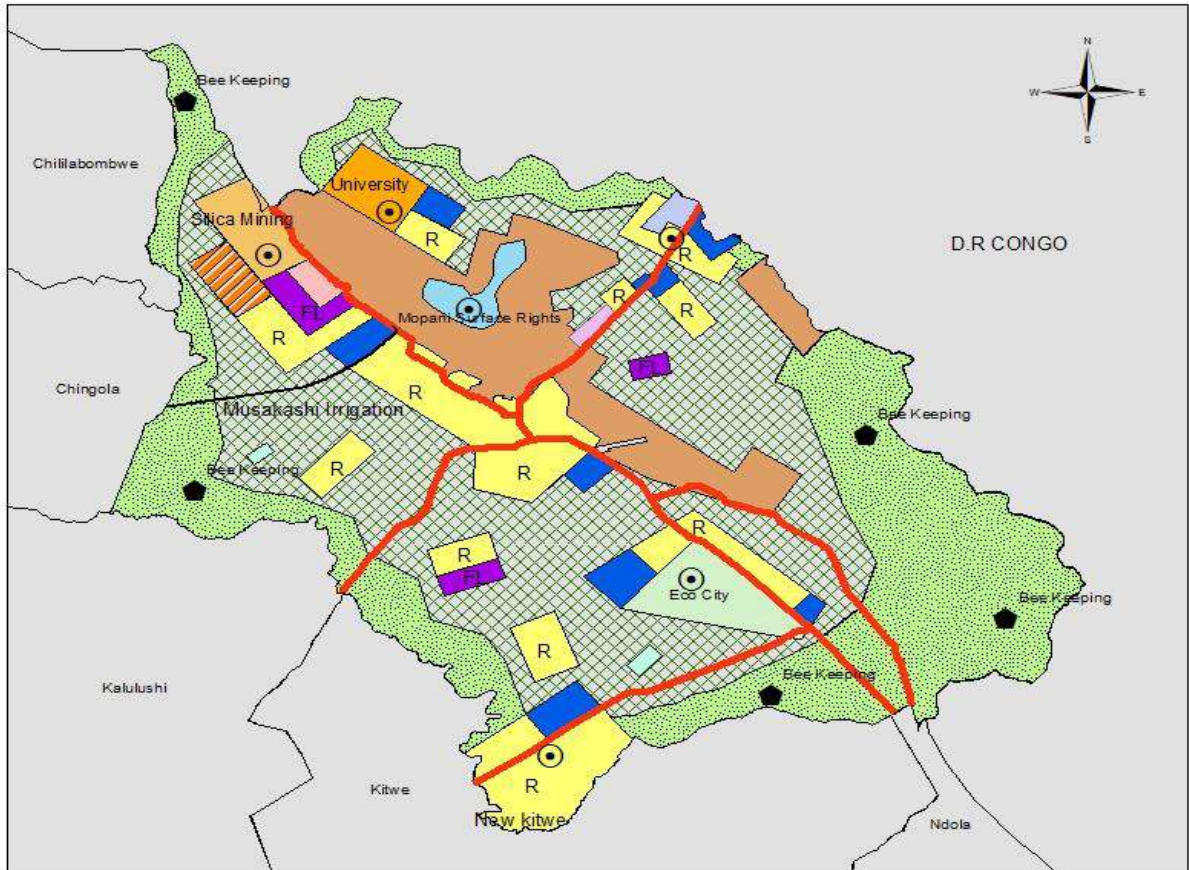 N
Bee Keeping
W
E
S
Chililabombwe
University
Silica Mining
D.R CONGO
R
R
R
R
FL
Mopani Surface Rights
R
FL
Chingola
R
Musakashi Irrigation
Bee Keeping
R
R
Bee Keeping
R
R
FL
Eco City
Bee Keeping
R
Kalulushi
Bee Keeping
Kitwe
R
New kitwe
Ndola